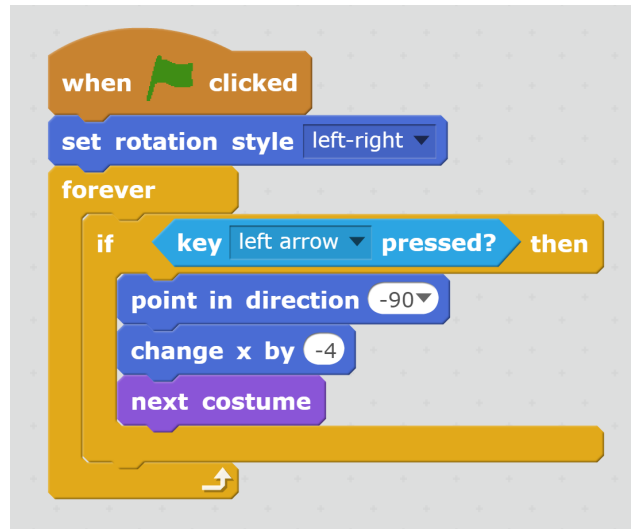 when clicked
set rotation style left-right
forever
if key left arrow pressed? then
point in direction -90
change x by -4
next costume